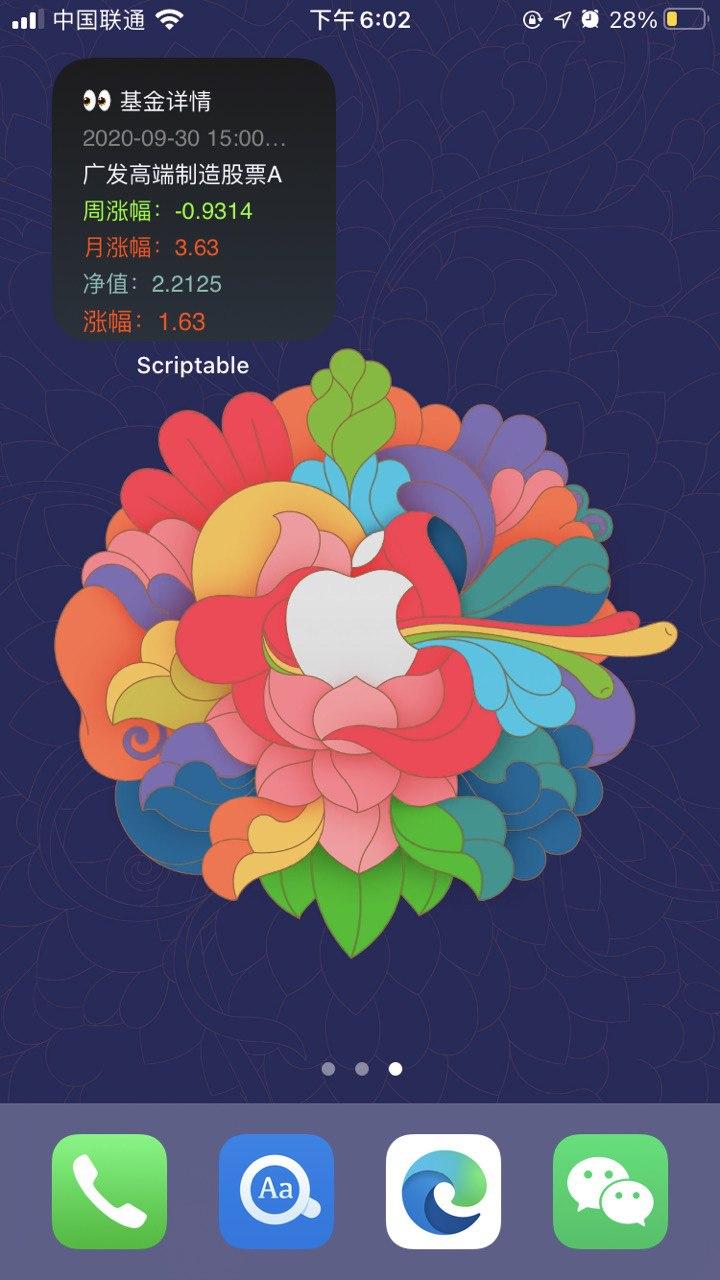 中国联通
下午6:02
28%
👀 基金详情
2020-09-30 15:00…
广发高端制造股票A
周涨幅：-0.9314
月涨幅：3.63
净值：2.2125
涨幅：1.63
Scriptable
Aa